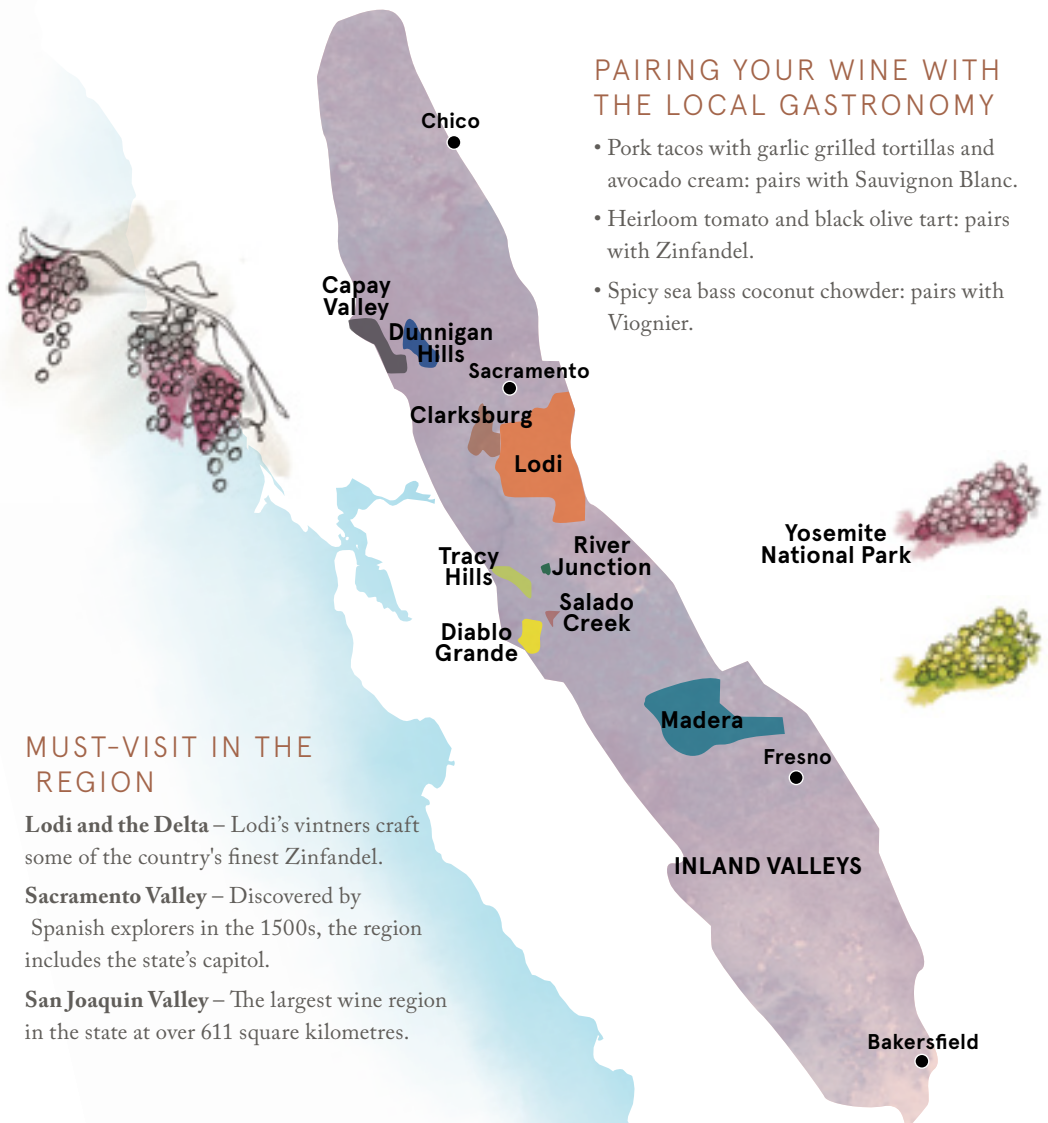 PAIRING YOUR WINE WITH
THE LOCAL GASTRONOMY
• Pork tacos with garlic grilled tortillas and
avocado cream: pairs with Sauvignon Blanc.
• Heirloom tomato and black olive tart: pairs
with Zinfandel.
• Spicy sea bass coconut chowder: pairs with
Viognier.
Chico
Capay
Valley
Dunnigan
Hills
Sacramento
Clarksburg
Lodi
Yosemite
National Park
River
Junction
Tracy
Hills
Salado
Creek
Diablo
Grande
Madera
Fresno
INLAND VALLEYS
Bakersfield
MUST-VISIT IN THE
REGION
Lodi and the Delta – Lodi’s vintners craft
some of the country's finest Zinfandel.
Sacramento Valley – Discovered by
Spanish explorers in the 1500s, the region
includes the state’s capitol.
San Joaquin Valley – The largest wine region
in the state at over 611 square kilometres.